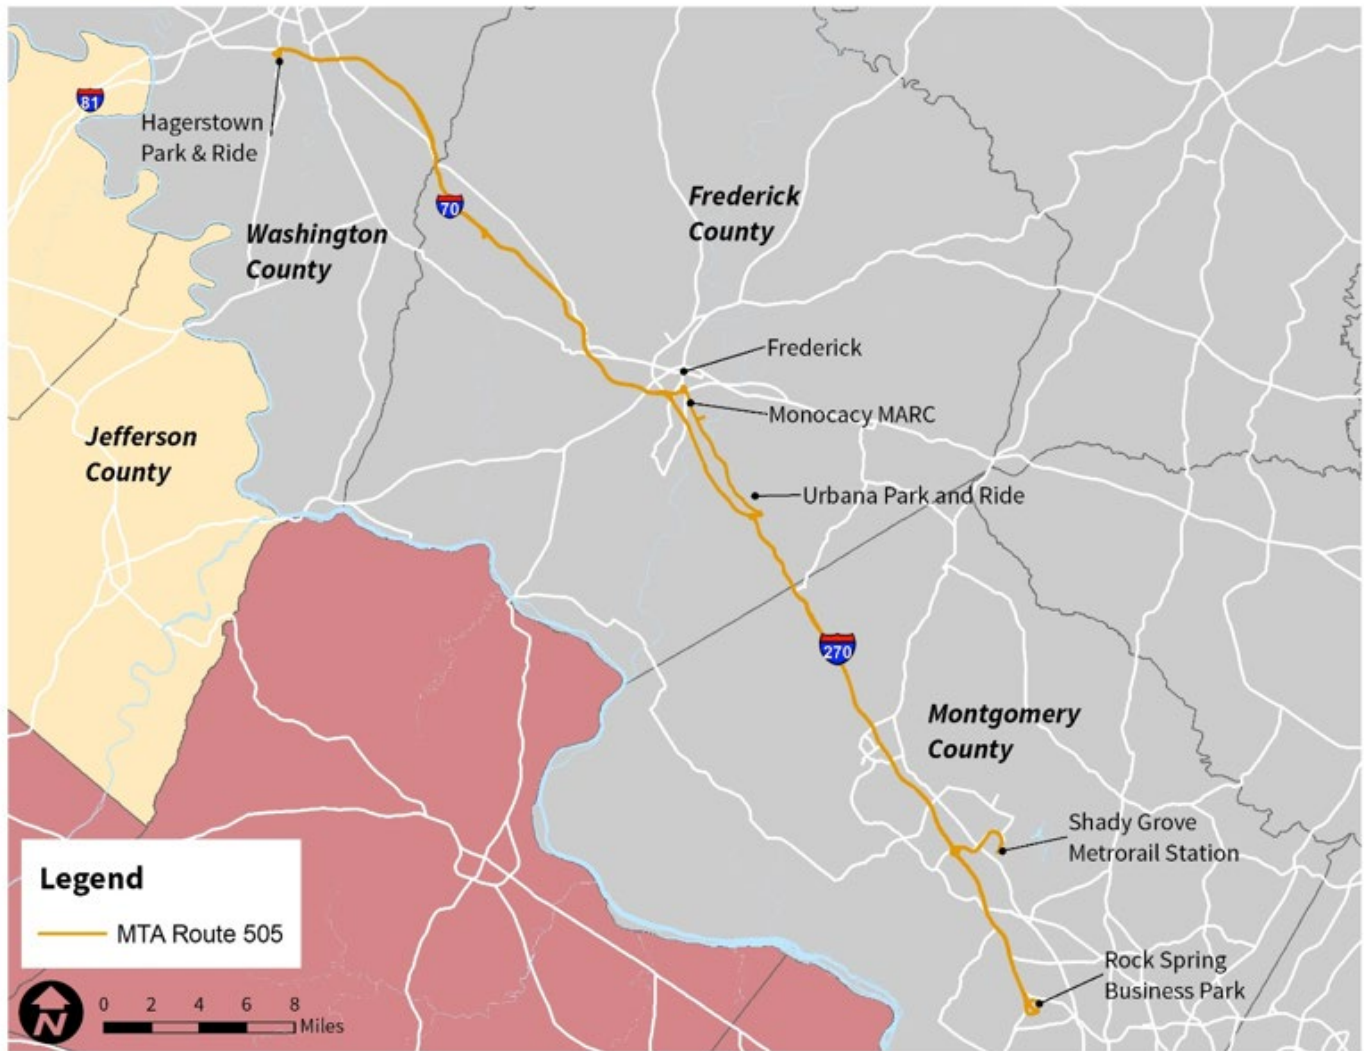 81
Hagerstown
Park & Ride
70
Washington
County
Frederick
County
Frederick
Monocacy MARC
Jefferson
County
Urbana Park and Ride
270
Montgomery
County
Shady Grove
Metrorail Station
Rock Spring
Business Park
Legend
MTA Route 505
N
0 2 4 6 8
Miles